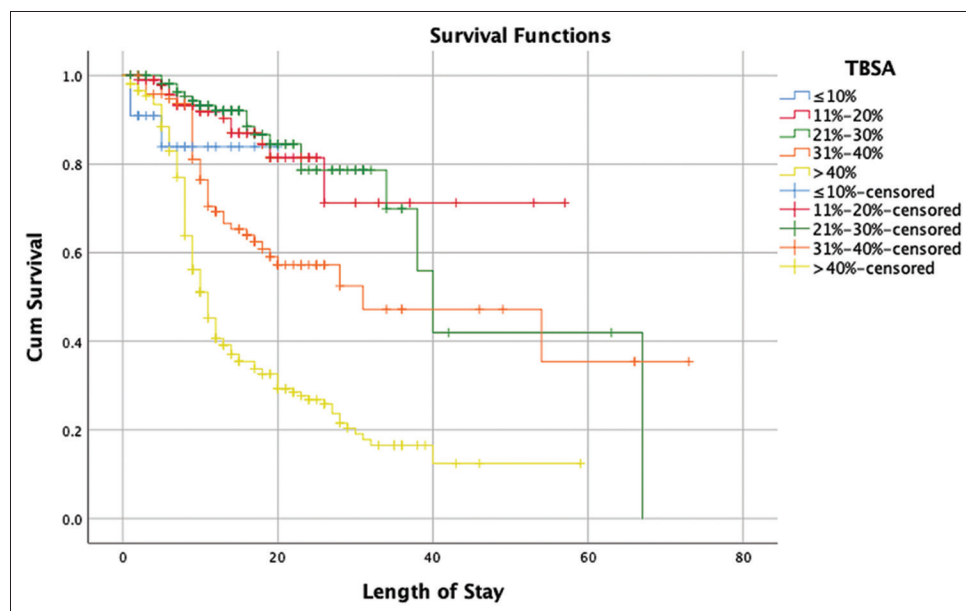 Survival Functions
TBSA
≤10%
11%-20%
21%-30%
31%-40%
>40%
≤10%-censored
11%-20%-censored
21%-30%-censored
31%-40%-censored
>40%-censored
Cum Survival
1.0
0.8
0.6
0.4
0.2
0.0
0
20
40
60
80
Length of Stay